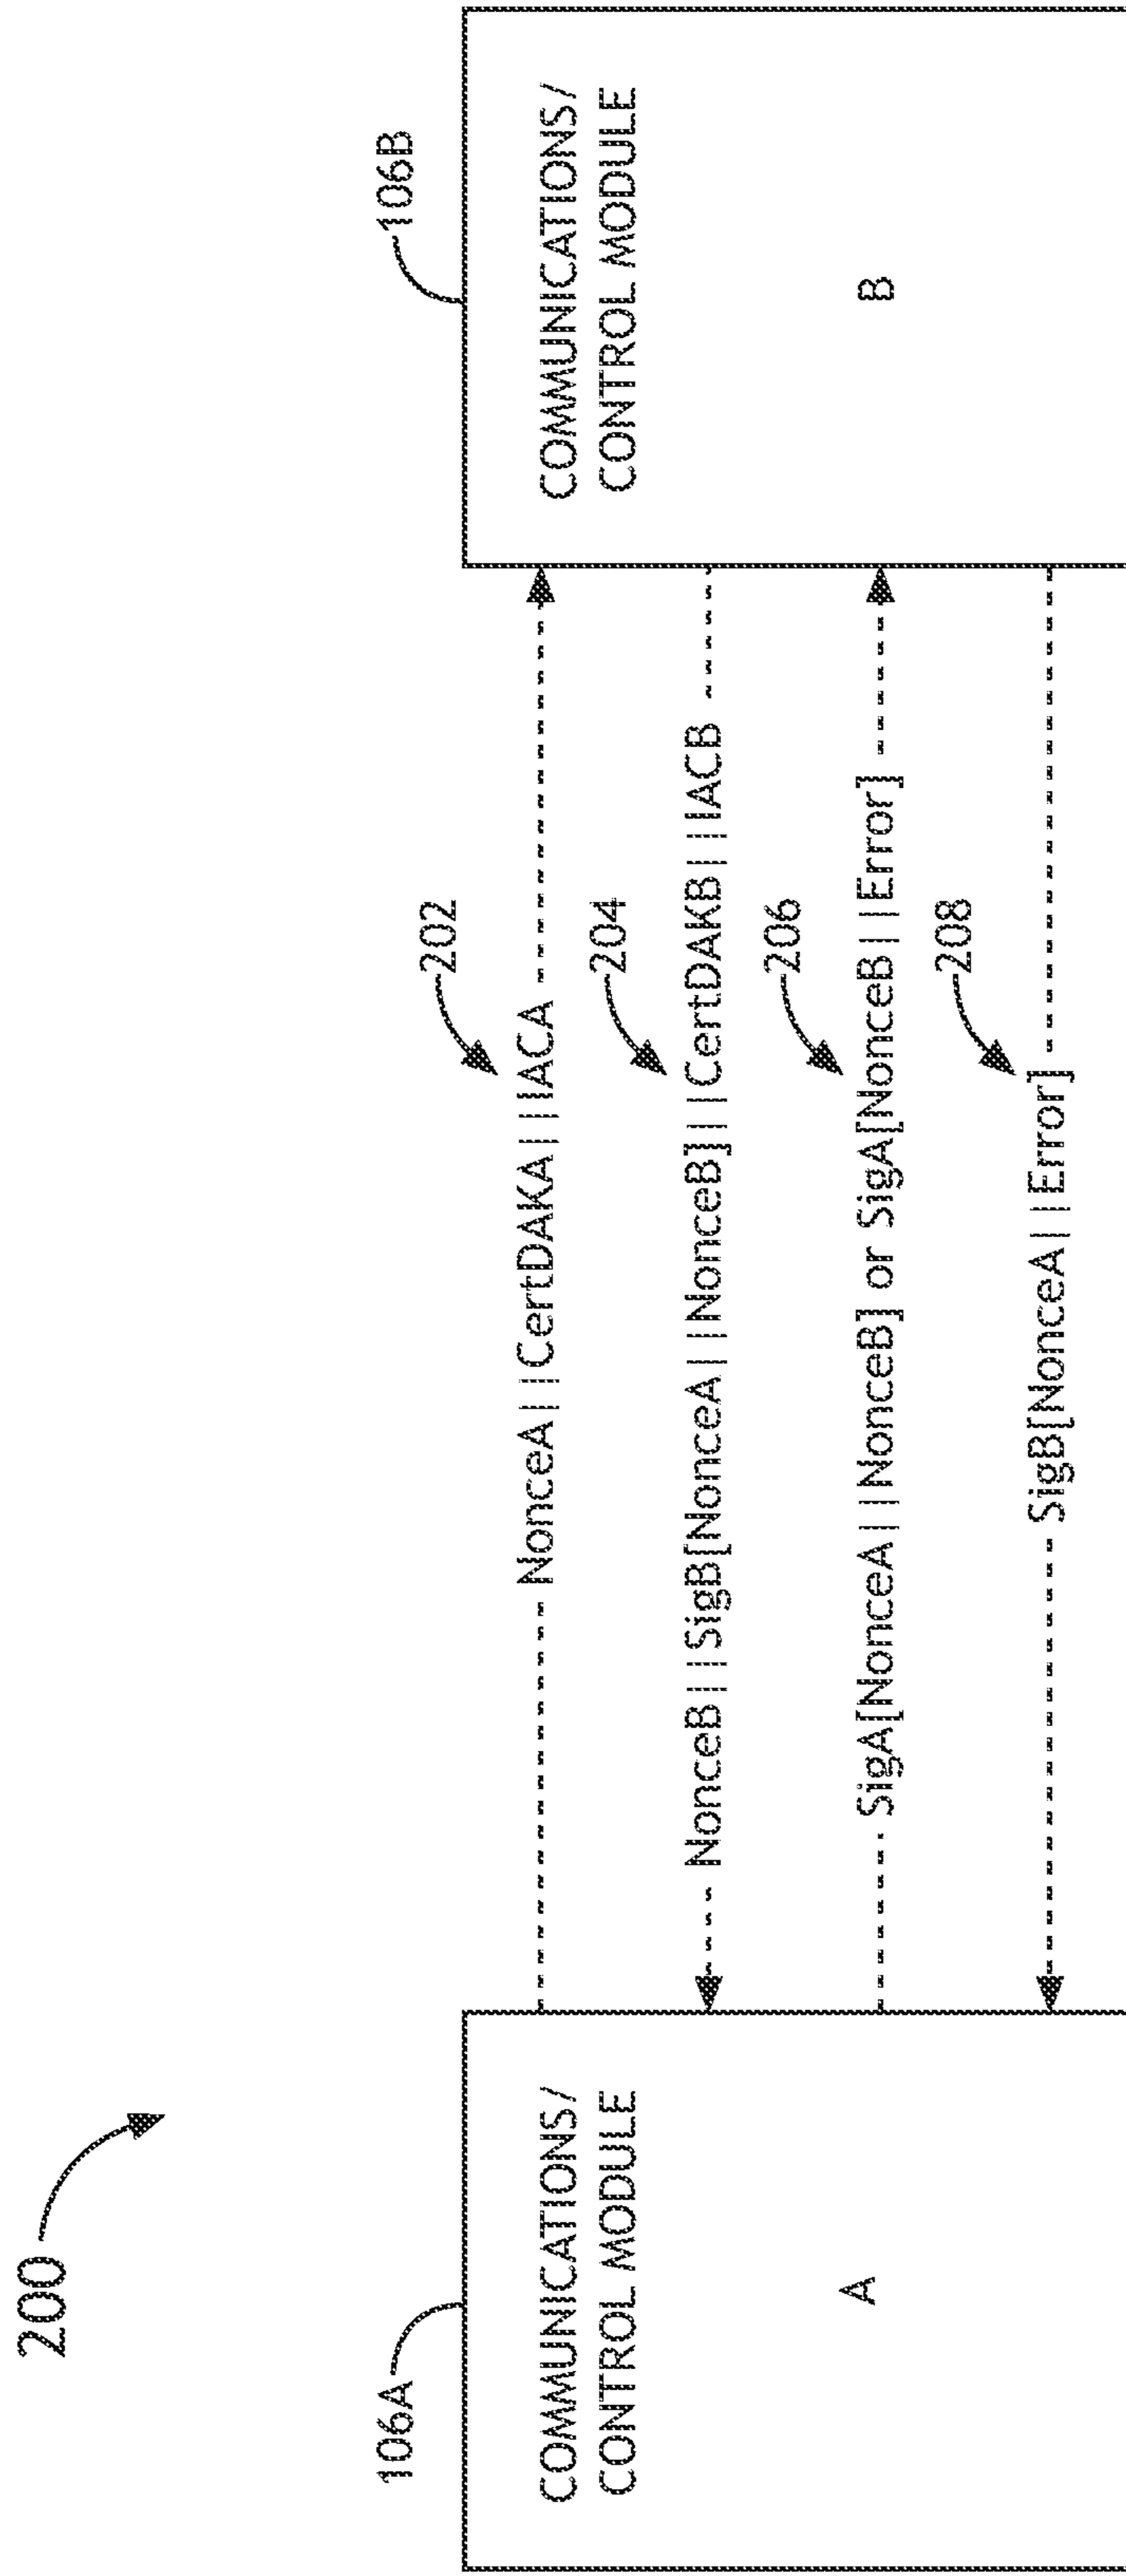 200
106A
106B
COMMUNICATIONS/
CONTROL MODULE
A
COMMUNICATIONS/
CONTROL MODULE
B
202
NonceA||CertDAKA||IACA
204
NonceB||SigB[NonceA||NonceB]||CertDAKB||IACB
206
SigA[NonceA||NonceB] or SigA[NonceB||Error]
208
SigB[NonceA||Error]